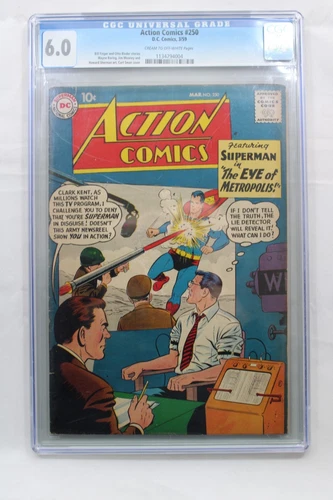 CGC UNIVERSAL GRADE
6.0
Action Comics #250
D.C. Comics, 3/59
CREAM TO OFF-WHITE Pages
DC
10¢
ACTION
COMICS
Featuring
SUPERMAN
in
The EYE of
METROPOLIS!"
CLARK KENT, AS
MILLIONS WATCH
THIS TV PROGRAM, I
CHALLENGE YOU TO DENY
THAT YOU'RE SUPERMAN
IN DISGUISE! DOESN'T
THIS ARMY NEWSREEL
SHOW YOU IN ACTION?
IF I DON'T TELL
THE TRUTH, THE
LIE DETECTOR
WILL REVEAL IT!
WHAT CAN I DO?